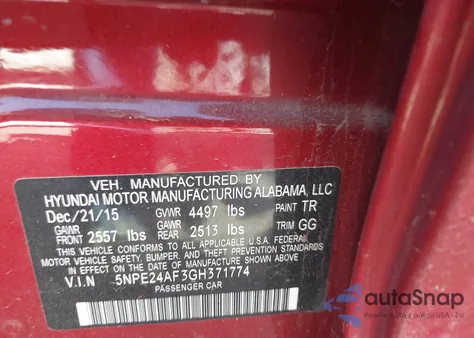 VEH. MANUFACTURED BY
HYUNDAI MOTOR MANUFACTURING ALABAMA, LLC
Dec/21/15 GVWR 4497 lbs PAINT TR
GAWR FRONT 2557 lbs GAWR REAR 2513 lbs TRIM GG
THIS VEHICLE CONFORMS TO ALL APPLICABLE FEDERAL
MOTOR VEHICLE SAFETY, BUMPER, AND THEFT PREVENTION
STANDARDS IN EFFECT ON THE DATE OF MANUFACTURE SHOWN ABOVE.
V.I.N 5NPE24AF3GH371774
PASSENGER CAR
autoSnap